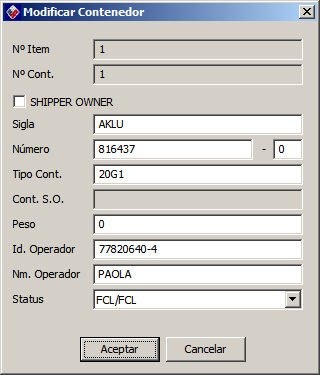 Modificar Contenedor
Nº Item 1
Nº Cont. 1
SHIPPER OWNER
Sigla AKLU
Número 816437 - 0
Tipo Cont. 20G1
Cont. S.O.
Peso 0
Id. Operador 77820640-4
Nm. Operador PAOLA
Status FCL/FCL
Aceptar Cancelar